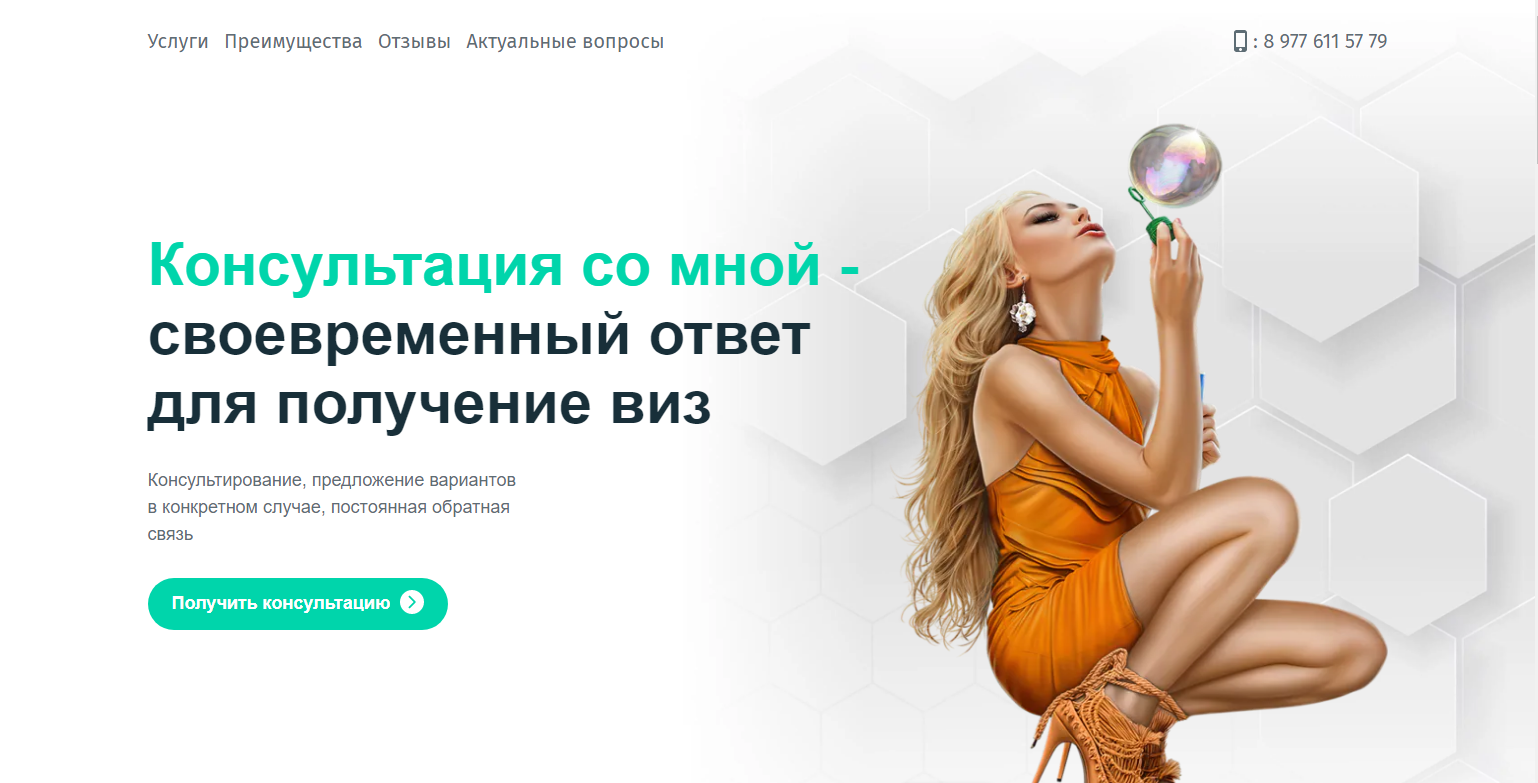 Услуги Преимущества Отзывы Актуальные вопросы
: 8 977 611 57 79
Консультация со мной -
своевременный ответ
для получение виз
Консультирование, предложение вариантов
в конкретном случае, постоянная обратная
связь
Получить консультацию